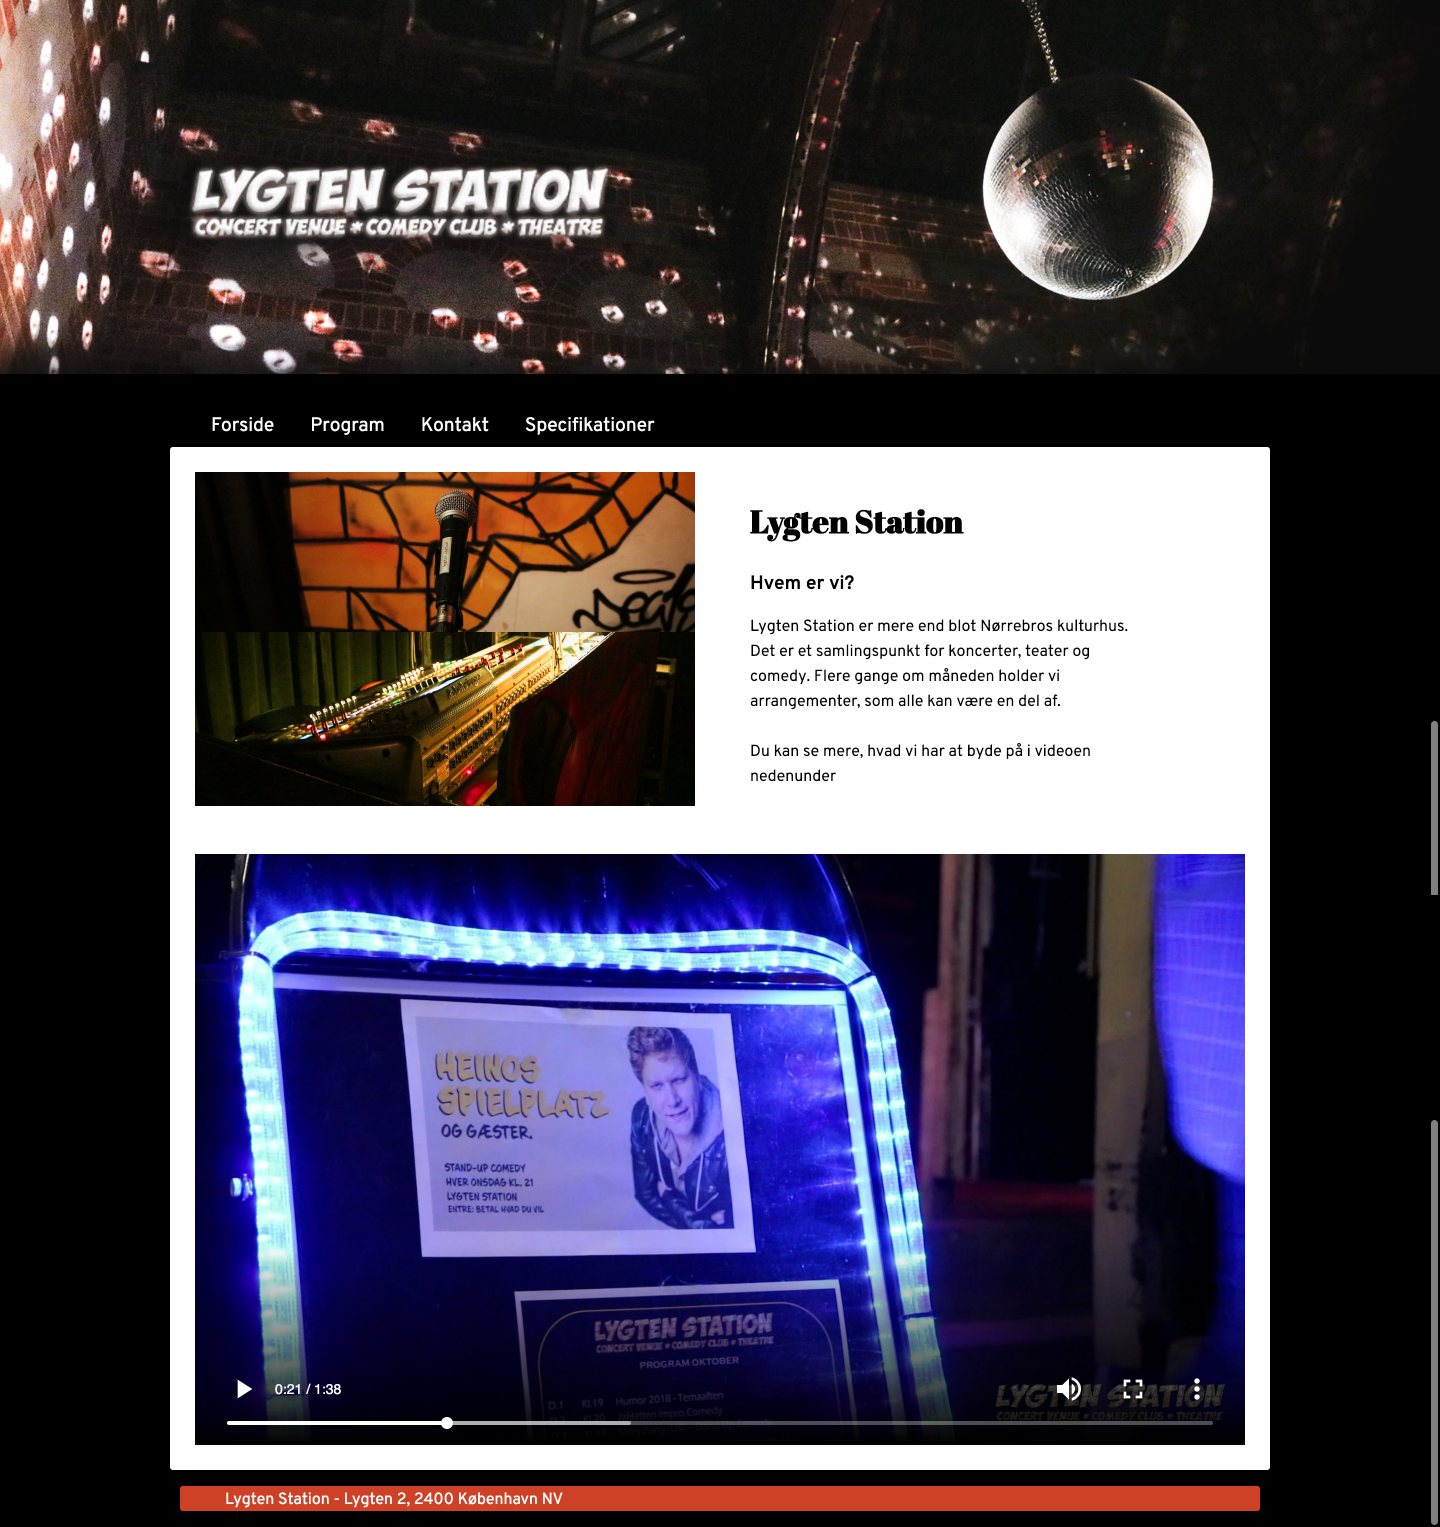 LYGTEN STATION
CONCERT VENUE * COMEDY CLUB * THEATRE
Forside Program Kontakt Specifikationer
Lygten Station
Hvem er vi?
Lygten Station er mere end blot Nørrebros kulturhus.
Det er et samlingspunkt for koncerter, teater og
comedy. Flere gange om måneden holder vi
arrangementer, som alle kan være en del af.
Du kan se mere, hvad vi har at byde på i videoen
nedenunder
HEINOS
SPIELPLATZ
OG GÆSTER.
STAND-UP COMEDY
HVER ONSDAG KL. 21
LYGTEN STATION
ENTRE: BETAL HVAD DU VIL
LYGTEN STATION
CONCERT VENUE * COMEDY CLUB * THEATRE
PROGRAM OKTOBER
D.1 Kl.19 Humor 2018 - Temaaften
Kl.20 JaHatten Impro Comedy
0:21 / 1:38
LYGTEN STATION
CONCERT VENUE * COMEDY CLUB * THEATRE
Lygten Station - Lygten 2, 2400 København NV